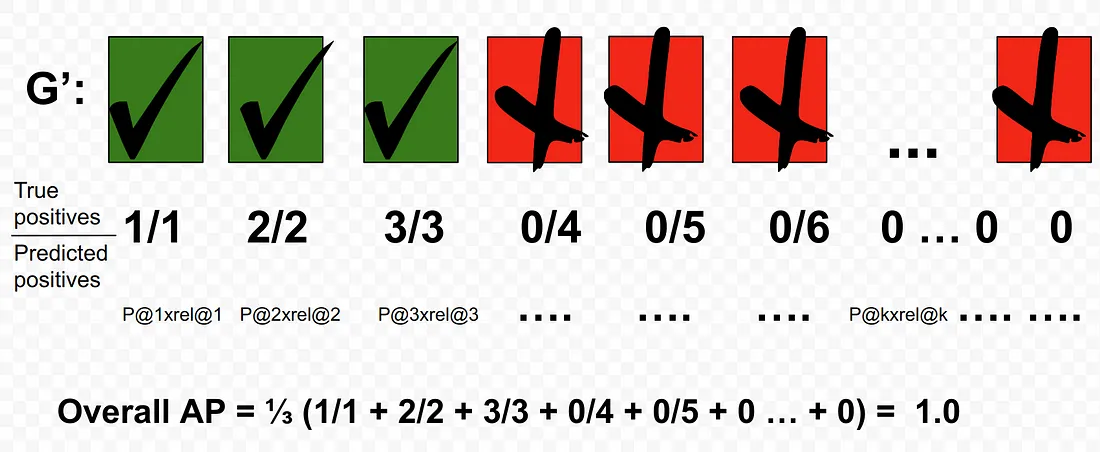 G’:
...
True
positives
Predicted
positives
1/1 2/2 3/3 0/4 0/5 0/6 0 ... 0 0
P@1xrel@1 P@2xrel@2 P@3xrel@3 .... .... .... P@kxrel@k .... ....
Overall AP = ⅓ (1/1 + 2/2 + 3/3 + 0/4 + 0/5 + 0 ... + 0) = 1.0